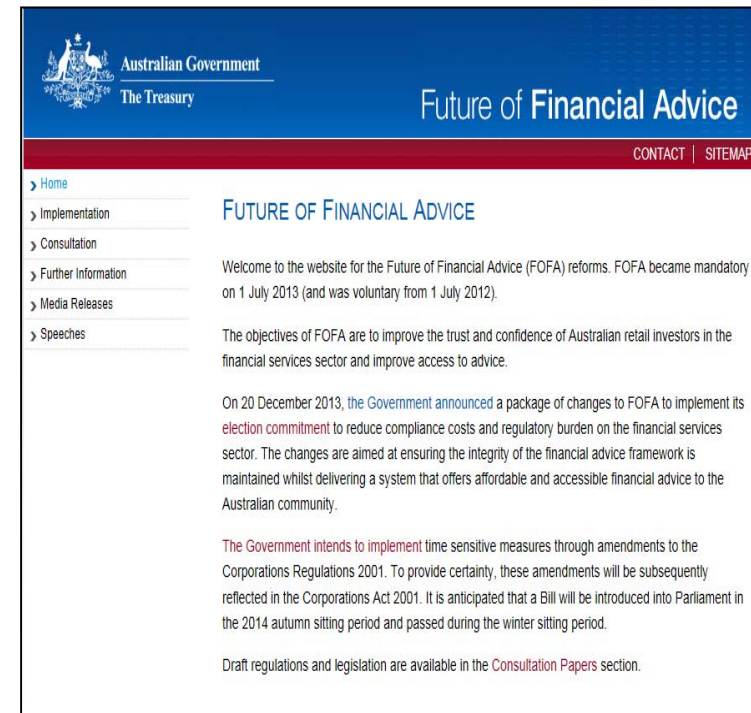 Australian Government
The Treasury
Future of Financial Advice
CONTACT | SITEMAP
Home
Implementation
Consultation
Further Information
Media Releases
Speeches
FUTURE OF FINANCIAL ADVICE
Welcome to the website for the Future of Financial Advice (FOFA) reforms. FOFA became mandatory
on 1 July 2013 (and was voluntary from 1 July 2012).
The objectives of FOFA are to improve the trust and confidence of Australian retail investors in the
financial services sector and improve access to advice.
On 20 December 2013, the Government announced a package of changes to FOFA to implement its
election commitment to reduce compliance costs and regulatory burden on the financial services
sector. The changes are aimed at ensuring the integrity of the financial advice framework is
maintained whilst delivering a system that offers affordable and accessible financial advice to the
Australian community.
The Government intends to implement time sensitive measures through amendments to the
Corporations Regulations 2001. To provide certainty, these amendments will be subsequently
reflected in the Corporations Act 2001. It is anticipated that a Bill will be introduced into Parliament in
the 2014 autumn sitting period and passed during the winter sitting period.
Draft regulations and legislation are available in the Consultation Papers section.